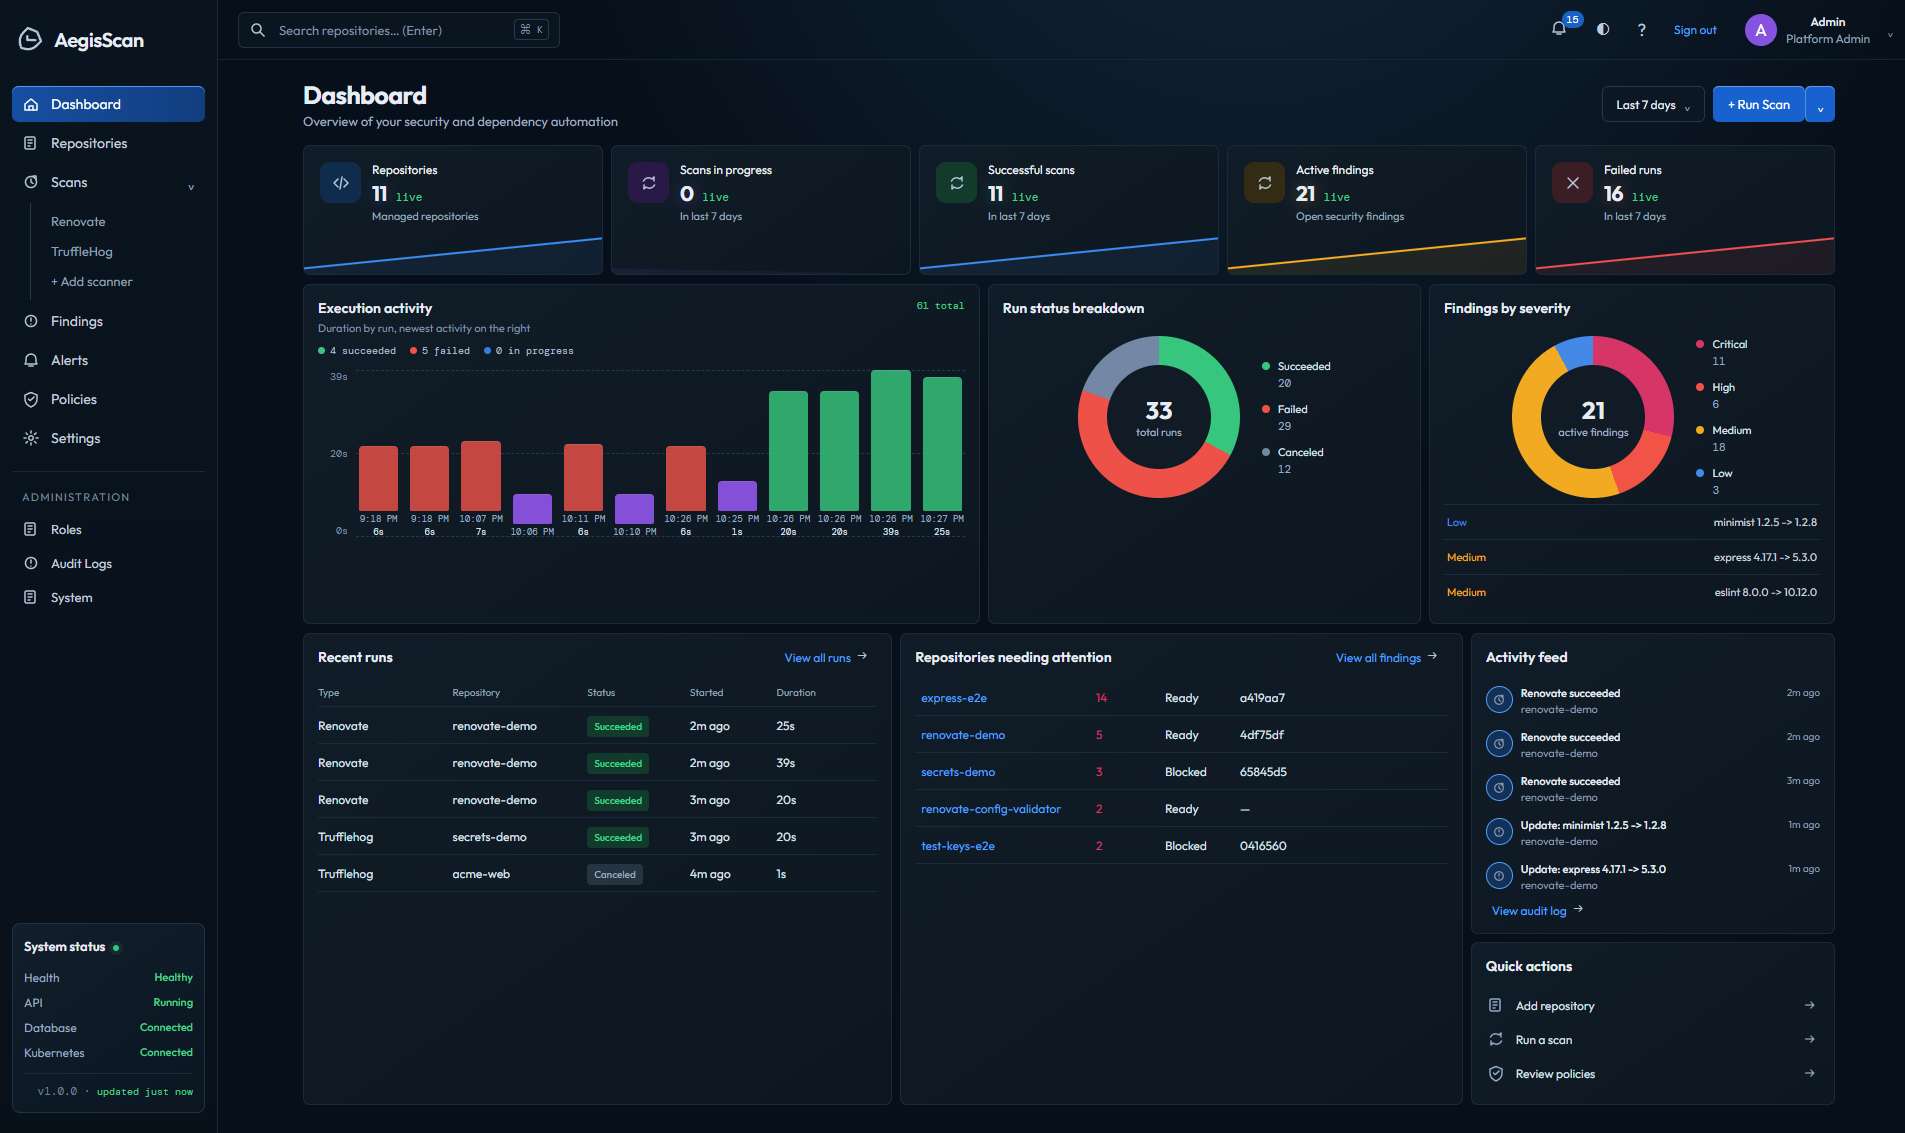 AegisScan
Search repositories... (Enter)
⌘ K
15
?
Sign out
A
Admin
Platform Admin
Dashboard
Repositories
Scans
Renovate
TruffleHog
+ Add scanner
Findings
Alerts
Policies
Settings
ADMINISTRATION
Roles
Audit Logs
System
System status
Health Healthy
API Running
Database Connected
Kubernetes Connected
v1.0.0 · updated just now
Dashboard
Overview of your security and dependency automation
Last 7 days
+ Run Scan
Repositories
11 live
Managed repositories
Scans in progress
0 live
In last 7 days
Successful scans
11 live
In last 7 days
Active findings
21 live
Open security findings
Failed runs
16 live
In last 7 days
Execution activity
61 total
Duration by run, newest activity on the right
4 succeeded 5 failed 0 in progress
39s
20s
0s
9:18 PM 9:18 PM 10:07 PM 10:06 PM 10:11 PM 10:10 PM 10:26 PM 10:25 PM 10:26 PM 10:26 PM 10:26 PM 10:27 PM
6s 6s 7s 6s 6s 1s 20s 20s 39s 25s
Run status breakdown
33
total runs
Succeeded
20
Failed
29
Canceled
12
Findings by severity
21
active findings
Critical
11
High
6
Medium
18
Low
3
Low minimist 1.2.5 -> 1.2.8
Medium express 4.17.1 -> 5.3.0
Medium eslint 8.0.0 -> 10.12.0
Recent runs
View all runs →
Type Repository Status Started Duration
Renovate renovate-demo Succeeded 2m ago 25s
Renovate renovate-demo Succeeded 2m ago 39s
Renovate renovate-demo Succeeded 3m ago 20s
Trufflehog secrets-demo Succeeded 3m ago 20s
Trufflehog acme-web Canceled 4m ago 1s
Repositories needing attention
View all findings →
express-e2e 14 Ready a419aa7
renovate-demo 5 Ready 4df75df
secrets-demo 3 Blocked 65845d5
renovate-config-validator 2 Ready —
test-keys-e2e 2 Blocked 0416560
Activity feed
Renovate succeeded 2m ago
renovate-demo
Renovate succeeded 2m ago
renovate-demo
Renovate succeeded 3m ago
renovate-demo
Update: minimist 1.2.5 -> 1.2.8 1m ago
renovate-demo
Update: express 4.17.1 -> 5.3.0 1m ago
renovate-demo
View audit log →
Quick actions
Add repository →
Run a scan →
Review policies →